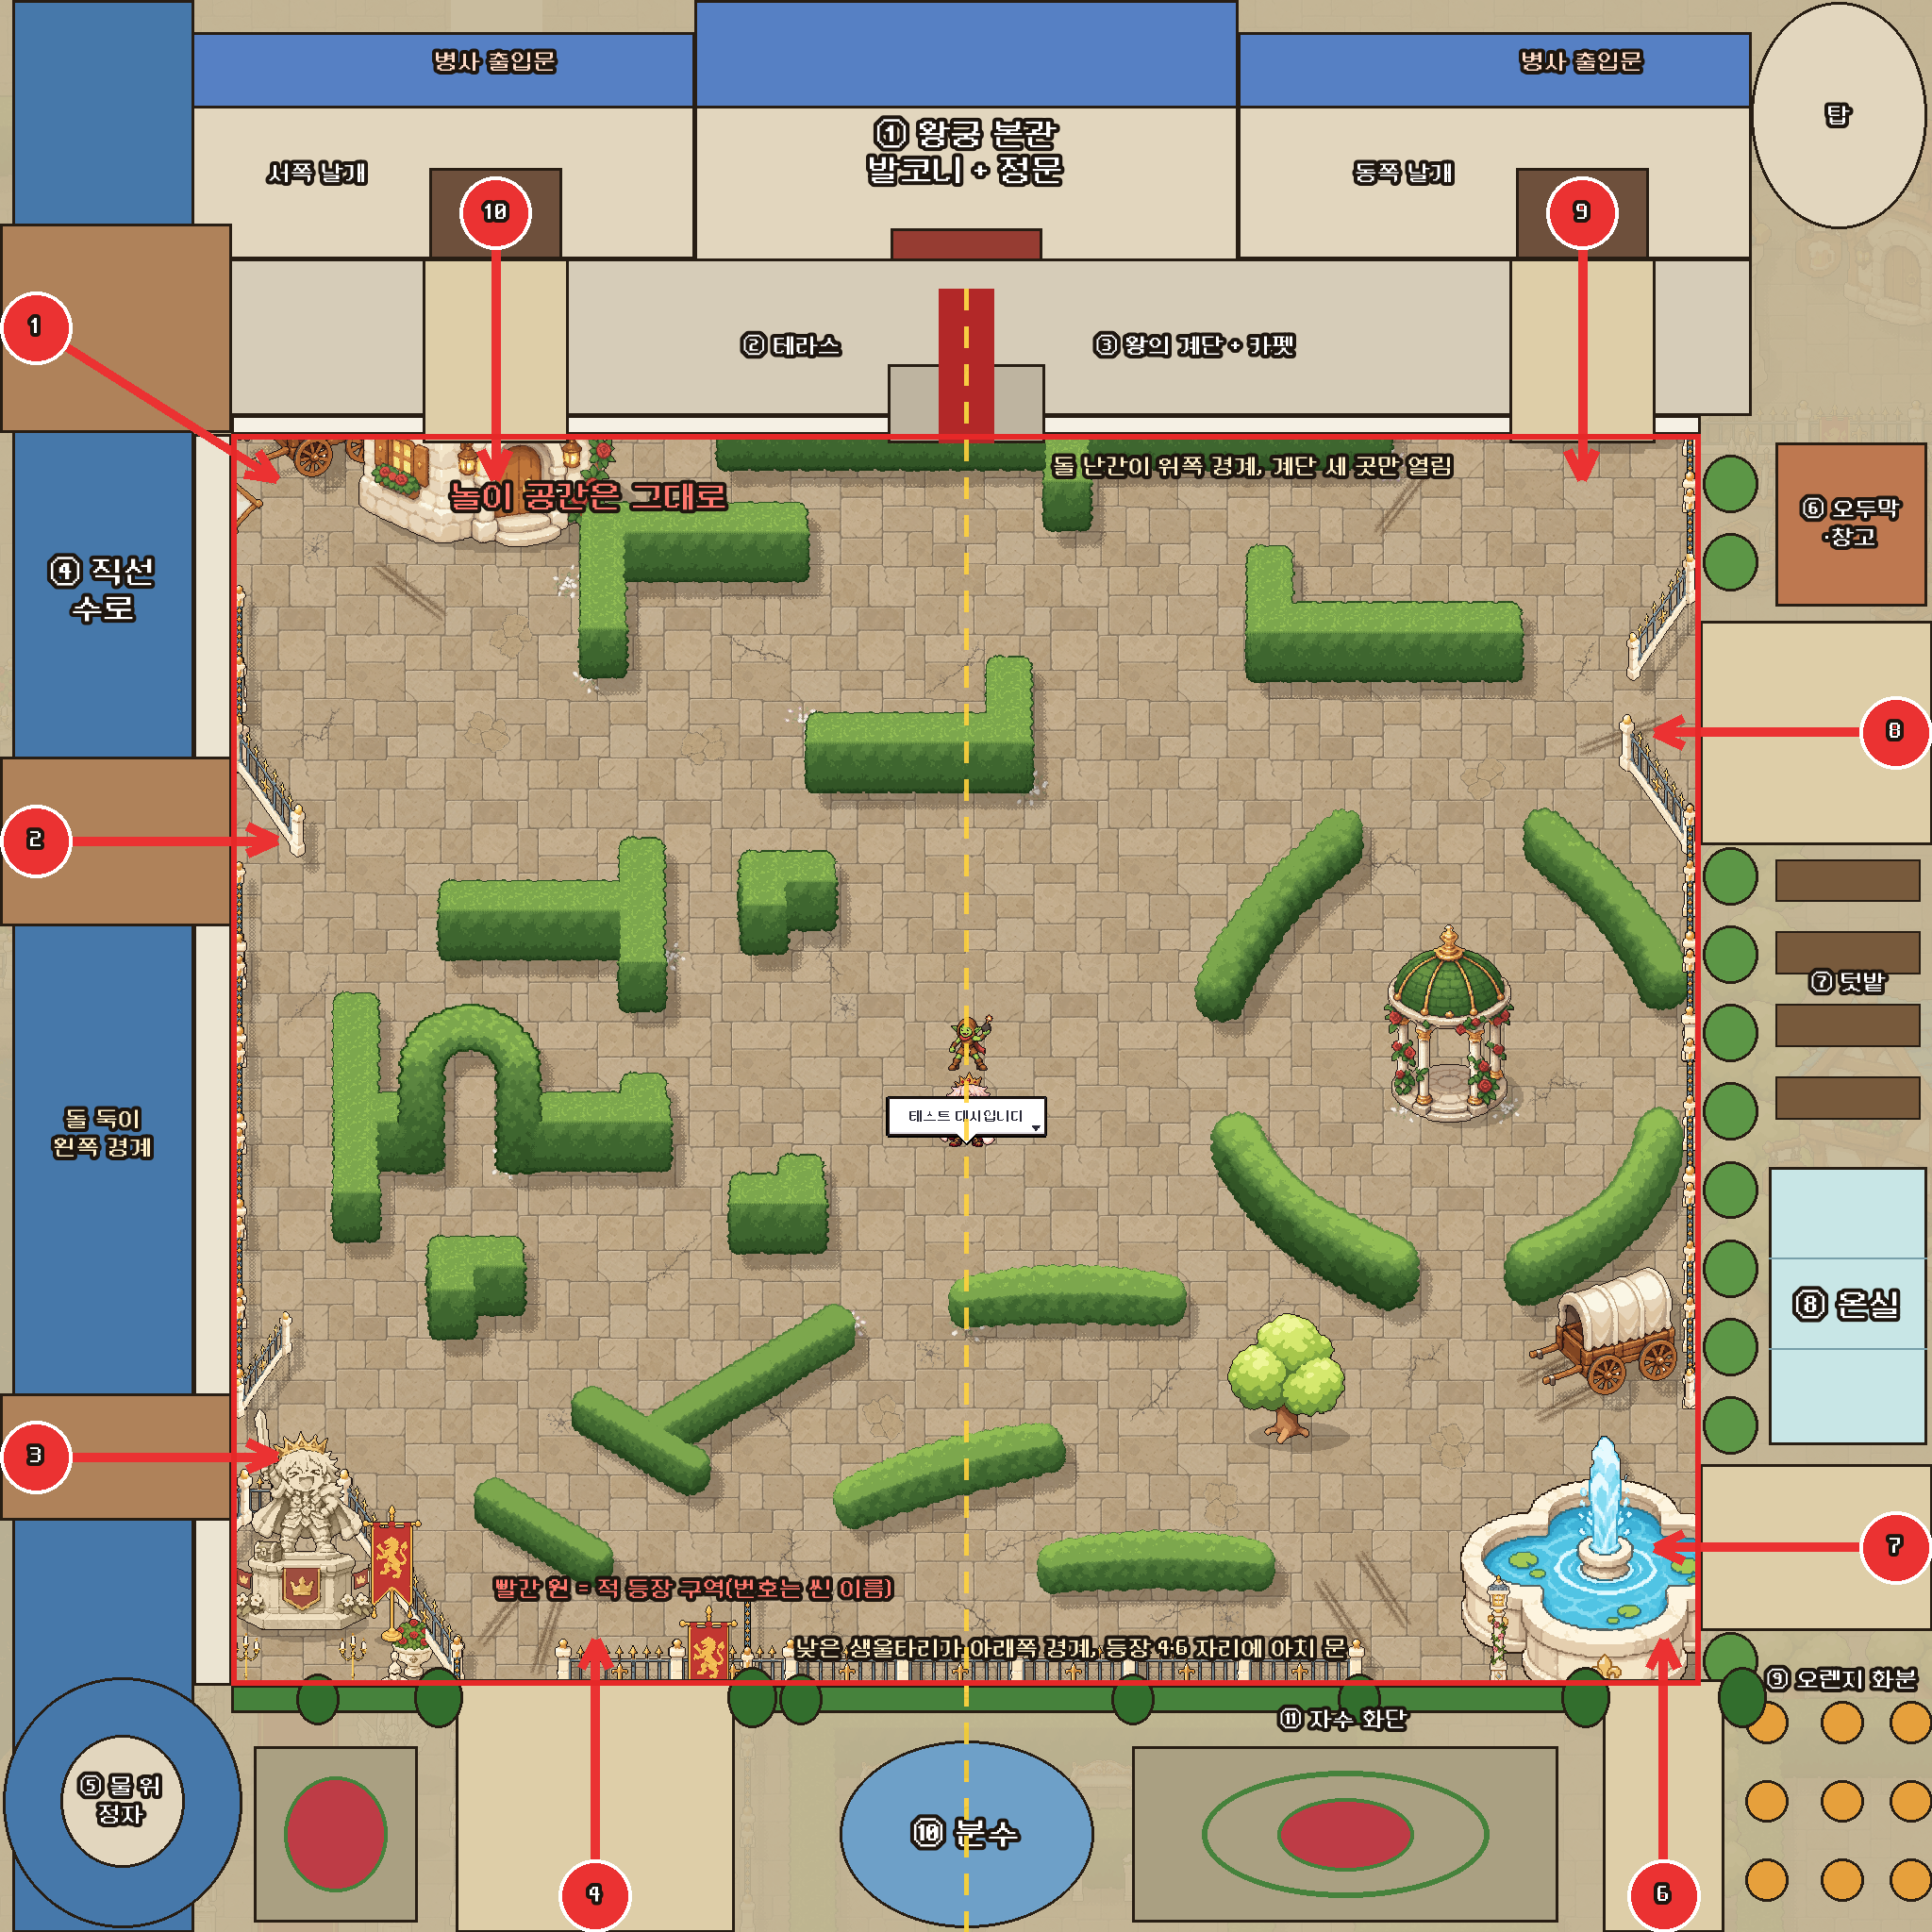 병사 출입문
병사 출입문
탑
① 왕궁 본관
발코니 + 정문
서쪽 날개
동쪽 날개
10
9
1
② 테라스
③ 왕의 계단 + 카펫
돌 난간이 위쪽 경계, 계단 세 곳만 열림
놀이 공간은 그대로
⑥ 오두막
·창고
④ 직선
수로
8
2
⑦ 텃밭
돌 둑이
왼쪽 경계
테스트 대사입니다
⑧ 온실
3
7
빨간 원 = 적 등장 구역(번호는 씬 이름)
낮은 생울타리가 아래쪽 경계, 등장 4·6 자리에 아치 문
⑨ 오렌지 화분
⑪ 자수 화단
⑤ 물 위
정자
⑩ 분수
4
6